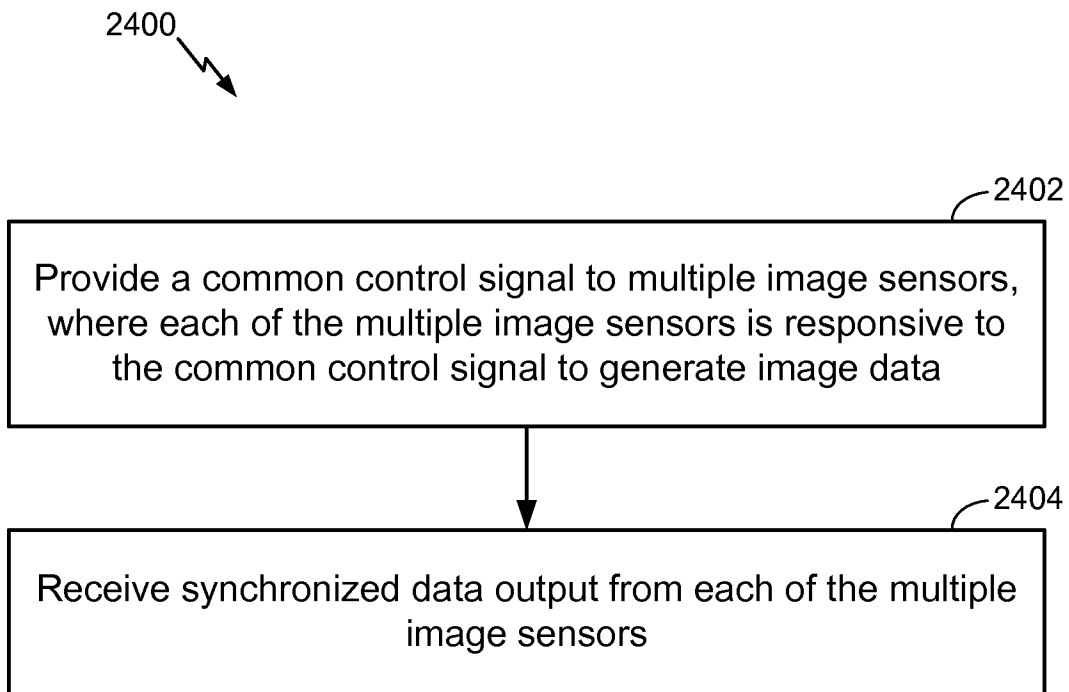 2400
2402
Provide a common control signal to multiple image sensors,
where each of the multiple image sensors is responsive to
the common control signal to generate image data
2404
Receive synchronized data output from each of the multiple
image sensors